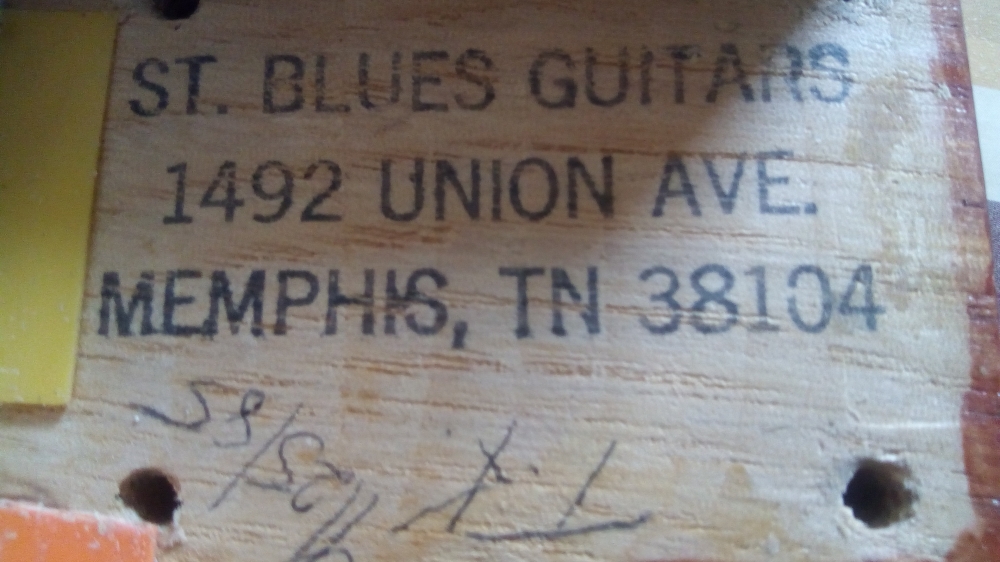 ST. BLUES GUITARS
1492 UNION AVE.
MEMPHIS, TN 38104